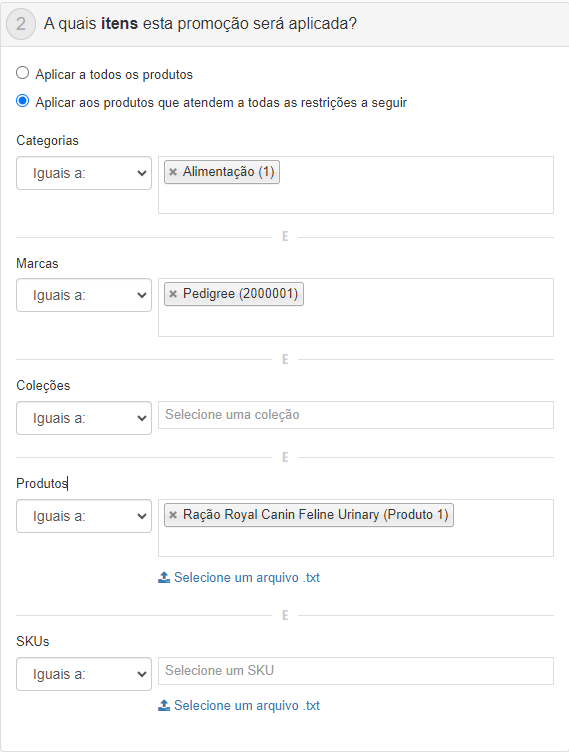 2 A quais itens esta promoção será aplicada?
Aplicar a todos os produtos
Aplicar aos produtos que atendem a todas as restrições a seguir
Categorias
Iguais a: × Alimentação (1)
E
Marcas
Iguais a: × Pedigree (2000001)
E
Coleções
Iguais a: Selecione uma coleção
E
Produtos
Iguais a: × Ração Royal Canin Feline Urinary (Produto 1)
Selecione um arquivo .txt
E
SKUs
Iguais a: Selecione um SKU
Selecione um arquivo .txt